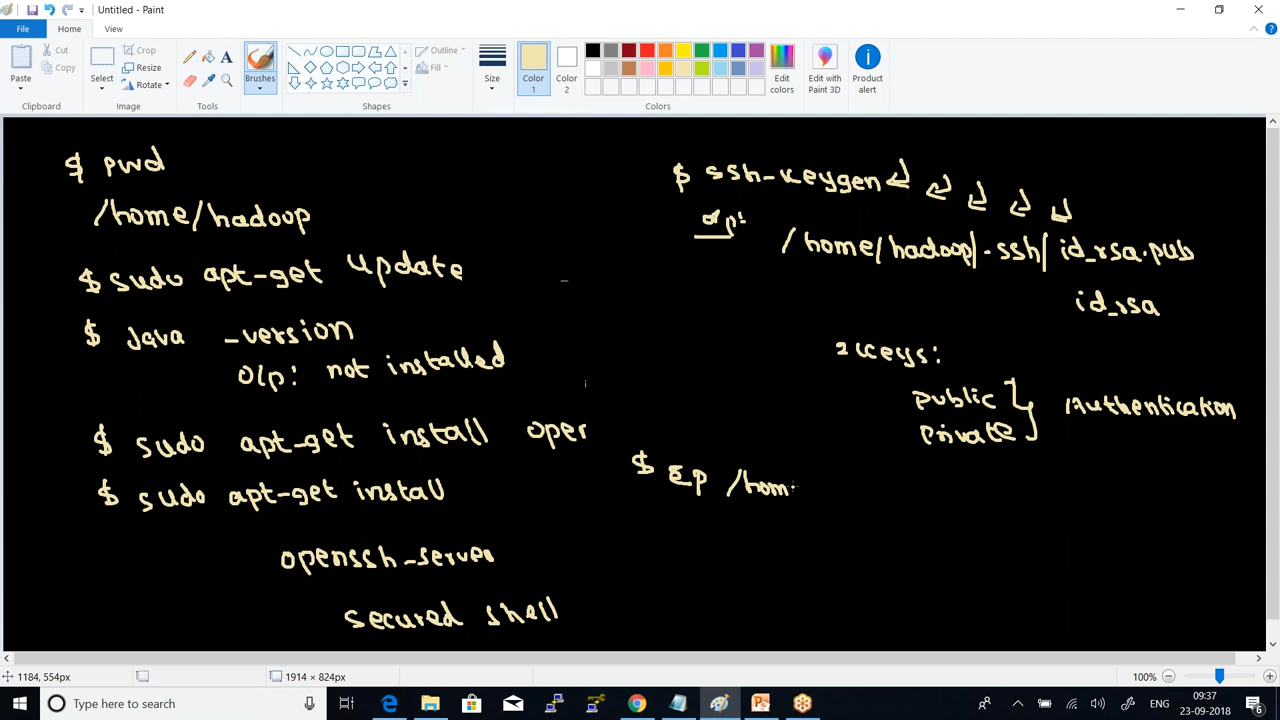 Untitled - Paint
File
Home
View
Paste
Cut
Copy
Clipboard
Select
Crop
Resize
Rotate
Image
Tools
Brushes
Outline
Fill
Shapes
Size
Color 1
Color 2
Edit colors
Colors
Edit with Paint 3D
Product alert
$ pwd
/home/hadoop
$ sudo apt-get update
$ Java _version
o/p: not installed
$ sudo apt-get install oper
$ sudo apt-get install
openssh_server
secured shell
$ ssh-keygen
o/p:
/home/hadoop/.ssh/ id_rsa.pub
id_rsa
2 keys:
public
private
Authentication
$ cp /hom
1184, 554px
1914 × 824px
100%
Type here to search
ENG
09:37
23-09-2018
6